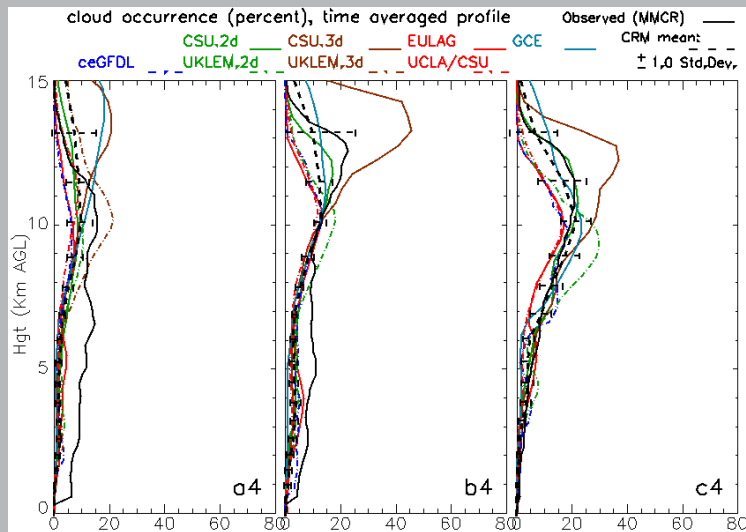 cloud occurrence (percent), time averaged profile Observed (MMCR)
CSU,2d CSU,3d EULAG GCE CRM meant
ceGFDL UKLEM,2d UKLEM,3d UCLA/CSU ± 1,0 Std,Dev,
Hgt (Km AGL)
15
10
5
0
a4 b4 c4
0 20 40 60 80 0 20 40 60 80 0 20 40 60 80